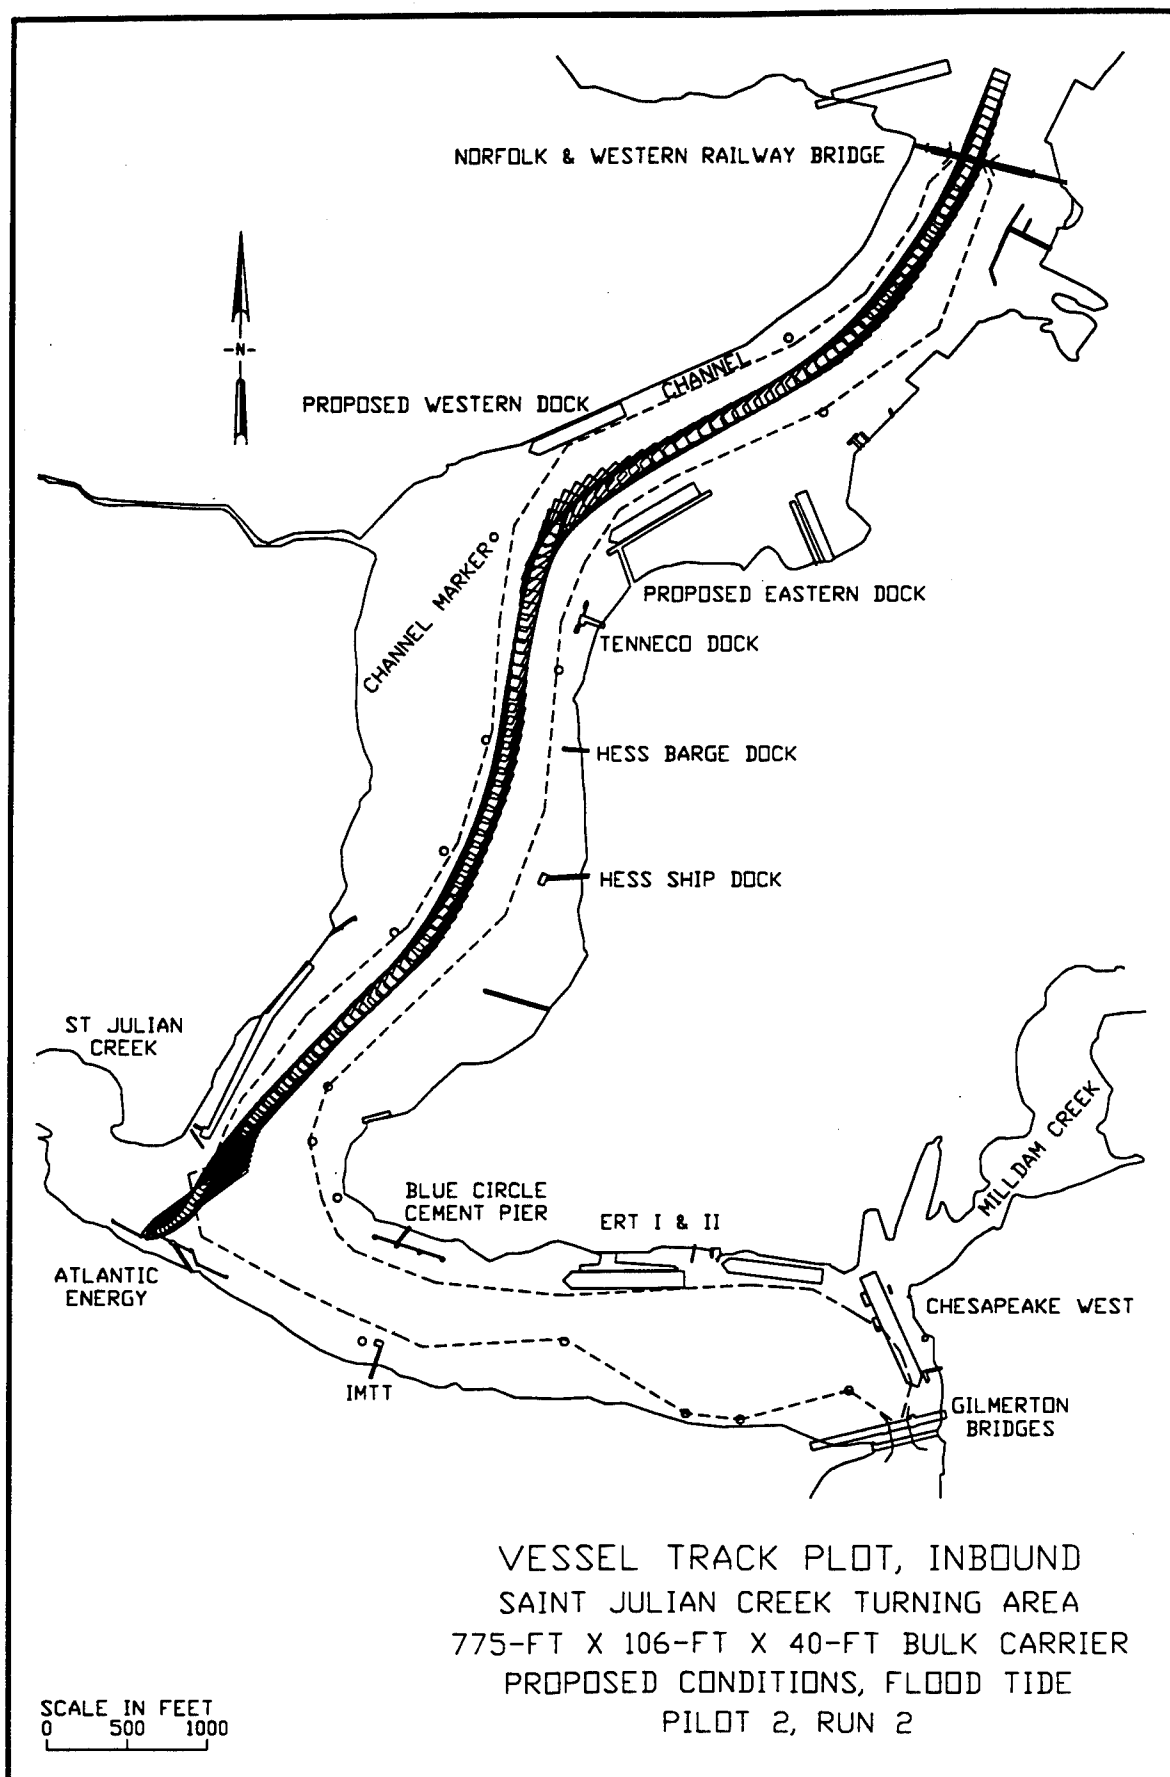 NORFOLK & WESTERN RAILWAY BRIDGE
-N-
CHANNEL
PROPOSED WESTERN DOCK
CHANNEL MARKER
PROPOSED EASTERN DOCK
TENNECO DOCK
HESS BARGE DOCK
HESS SHIP DOCK
ST JULIAN
CREEK
MILLDAM CREEK
BLUE CIRCLE
CEMENT PIER
ERT I & II
ATLANTIC
ENERGY
CHESAPEAKE WEST
IMTT
GILMERTON
BRIDGES
VESSEL TRACK PLOT, INBOUND
SAINT JULIAN CREEK TURNING AREA
775-FT X 106-FT X 40-FT BULK CARRIER
PROPOSED CONDITIONS, FLOOD TIDE
PILOT 2, RUN 2
SCALE IN FEET
0 500 1000